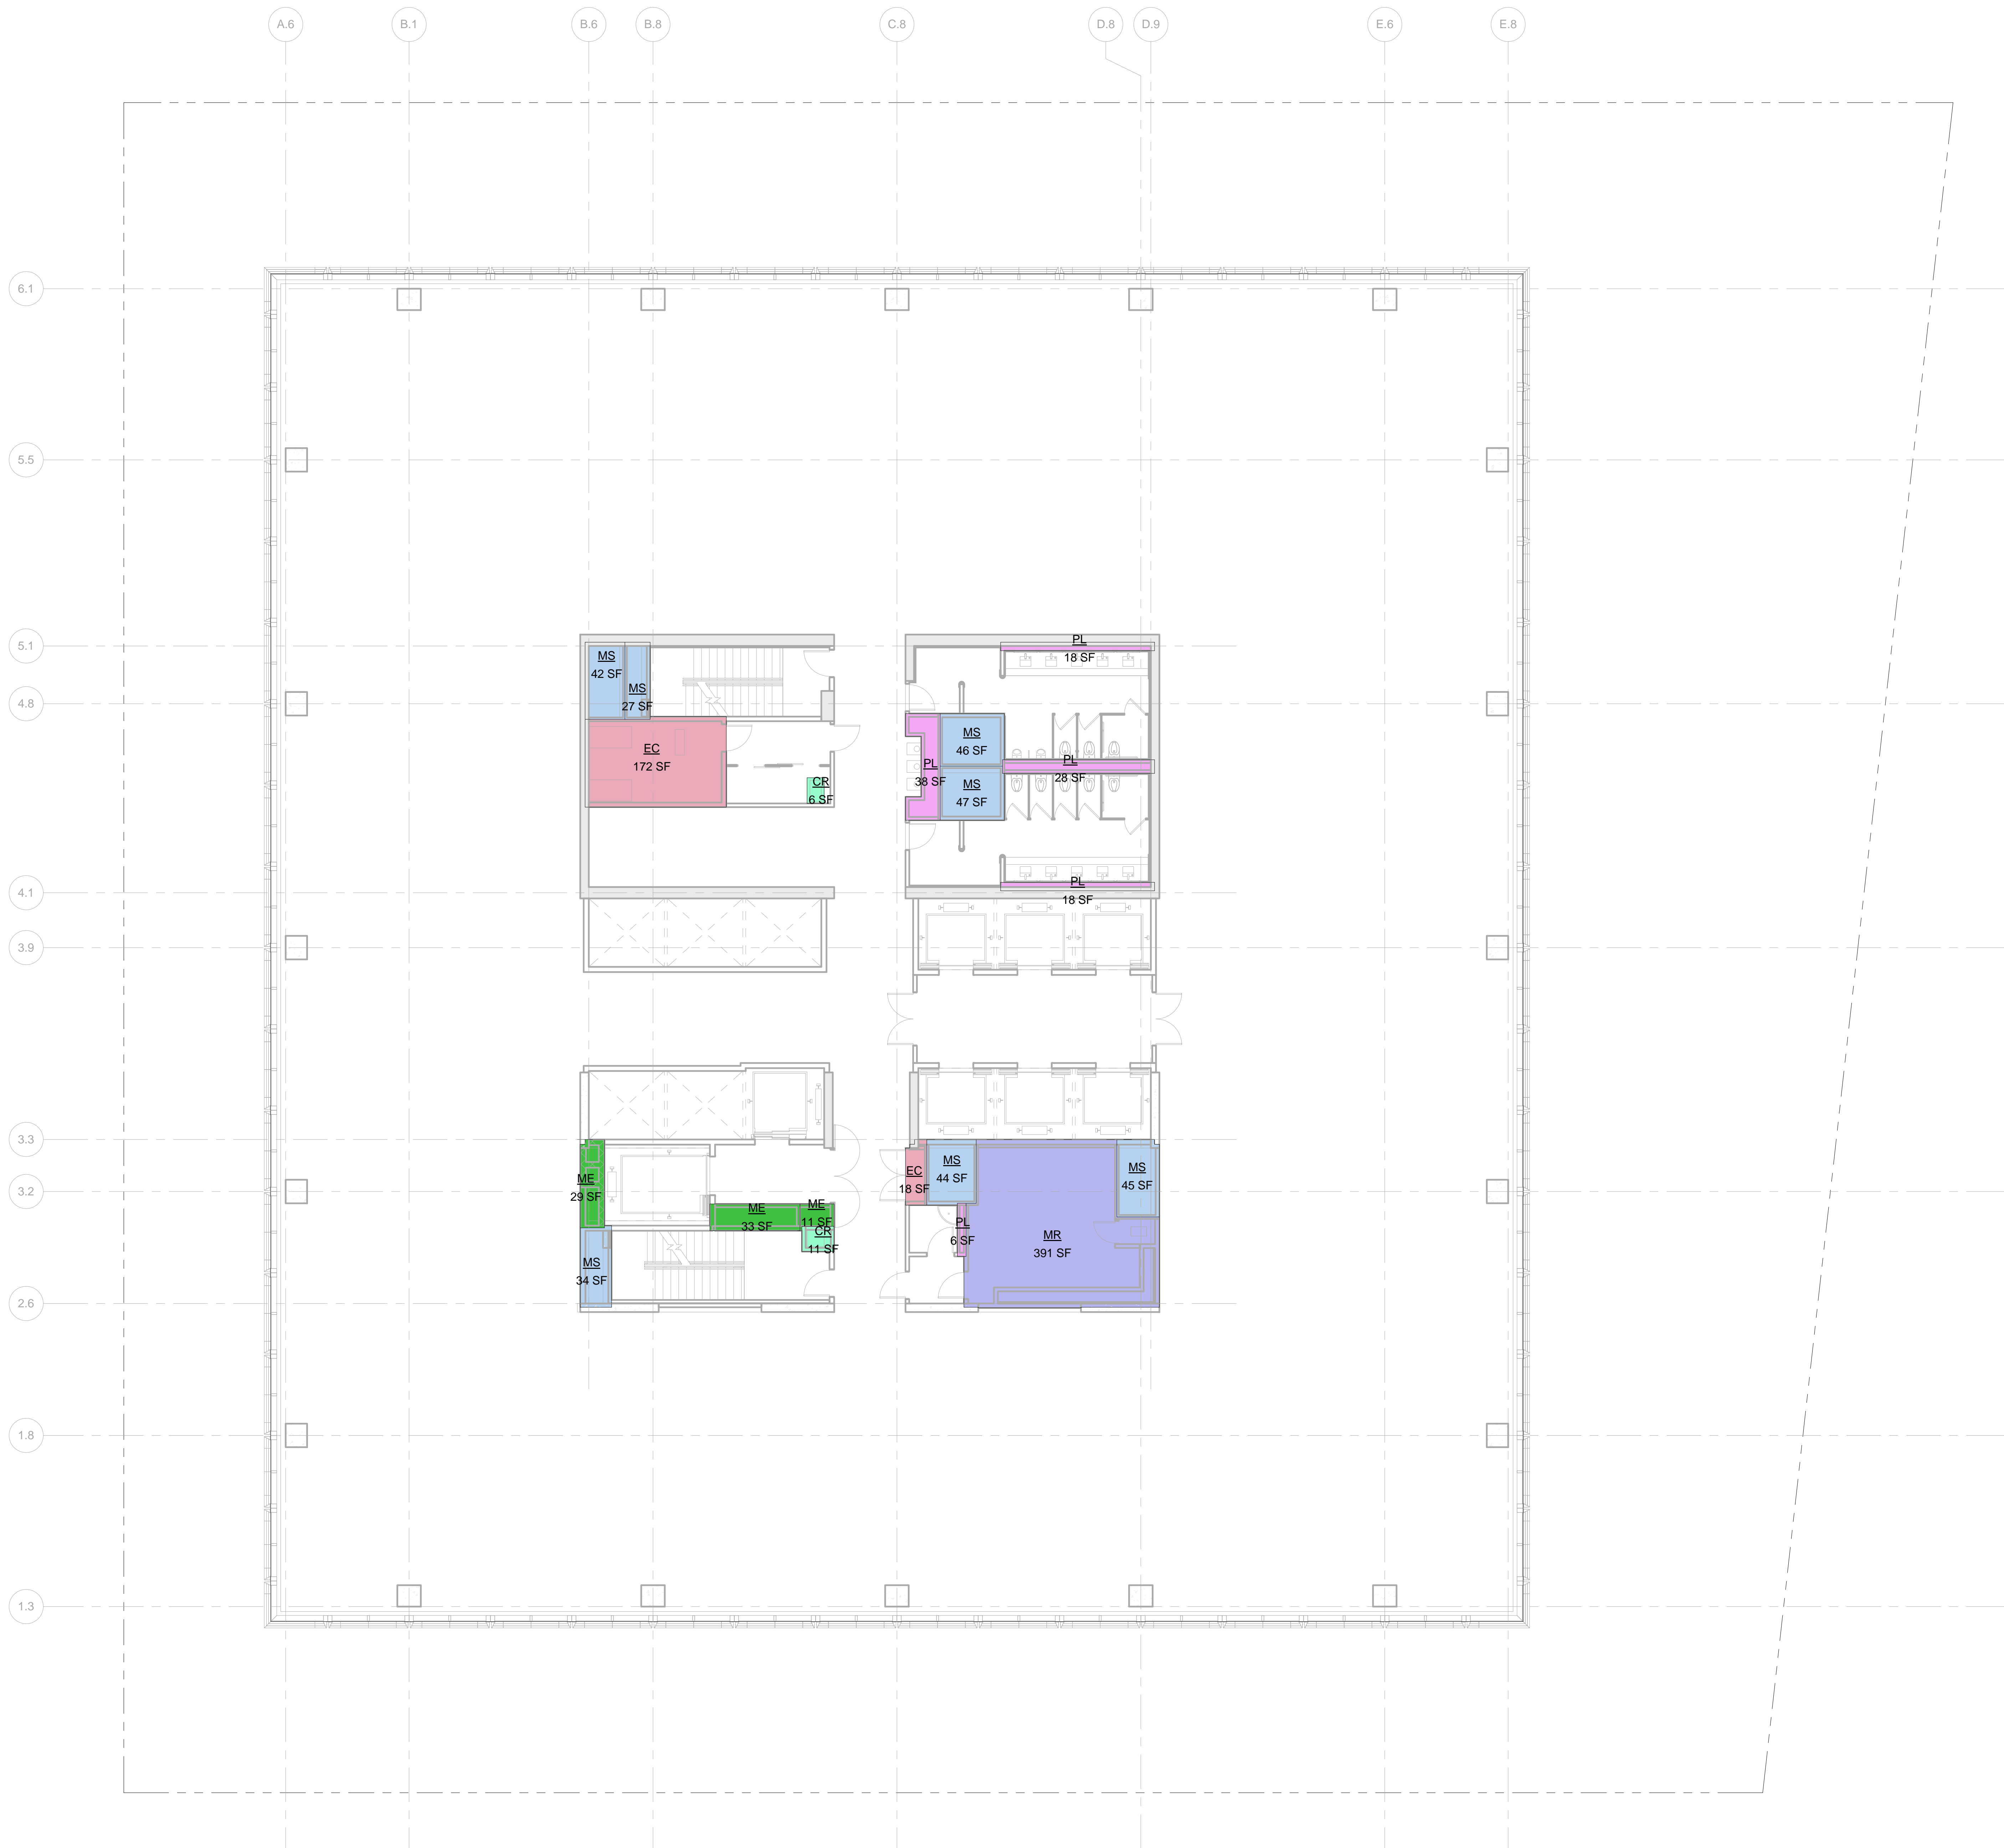 A.6
B.1
B.6
B.8
C.8
D.8
D.9
E.6
E.8
6.1
5.5
5.1
4.8
4.1
3.9
3.3
3.2
2.6
1.8
1.3
MS
42 SF
MS
27 SF
EC
172 SF
CR
6 SF
PL
18 SF
MS
46 SF
PL
38 SF
PL
28 SF
MS
47 SF
PL
18 SF
ME
29 SF
ME
33 SF
ME
11 SF
CR
11 SF
MS
34 SF
EC
18 SF
MS
44 SF
MS
45 SF
PL
6 SF
MR
391 SF